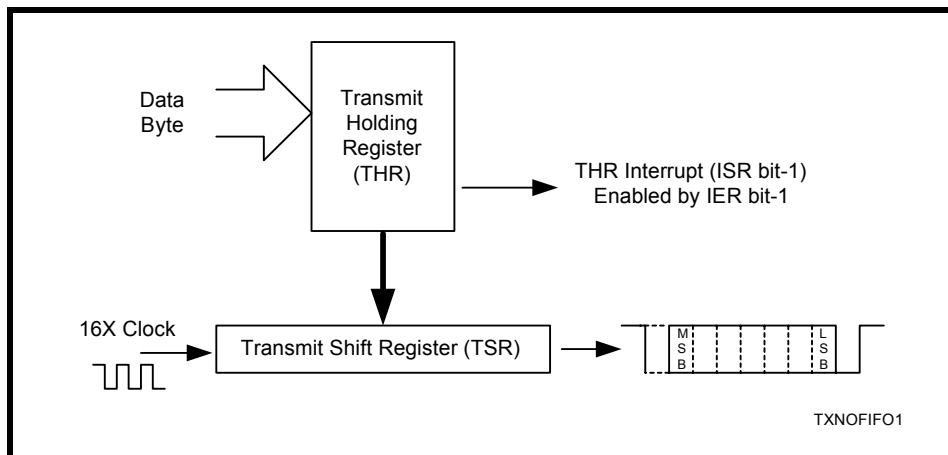 Data
Byte
Transmit
Holding
Register
(THR)
THR Interrupt (ISR bit-1)
Enabled by IER bit-1
16X Clock
Transmit Shift Register (TSR)
M
S
B
L
S
B
TXNOFIFO1